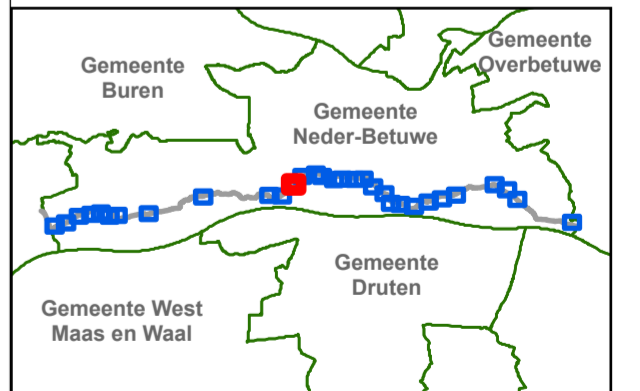 Gemeente
Overbetuwe
Gemeente
Buren
Gemeente
Neder-Betuwe
Gemeente
Druten
Gemeente West
Maas en Waal